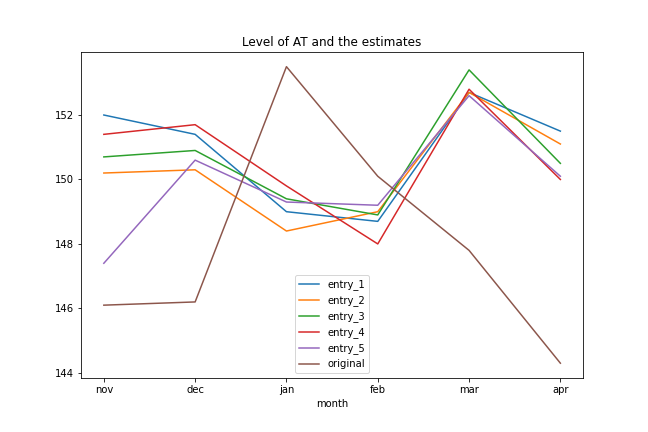 Level of AT and the estimates
152
150
148
146
144
entry_1
entry_2
entry_3
entry_4
entry_5
original
nov dec jan feb mar apr
month